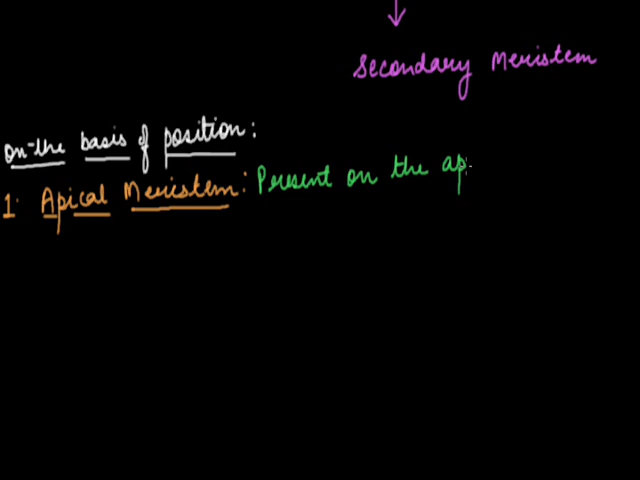 Secondary Meristem
On the basis of position:
1. Apical Meristem: Present on the ap